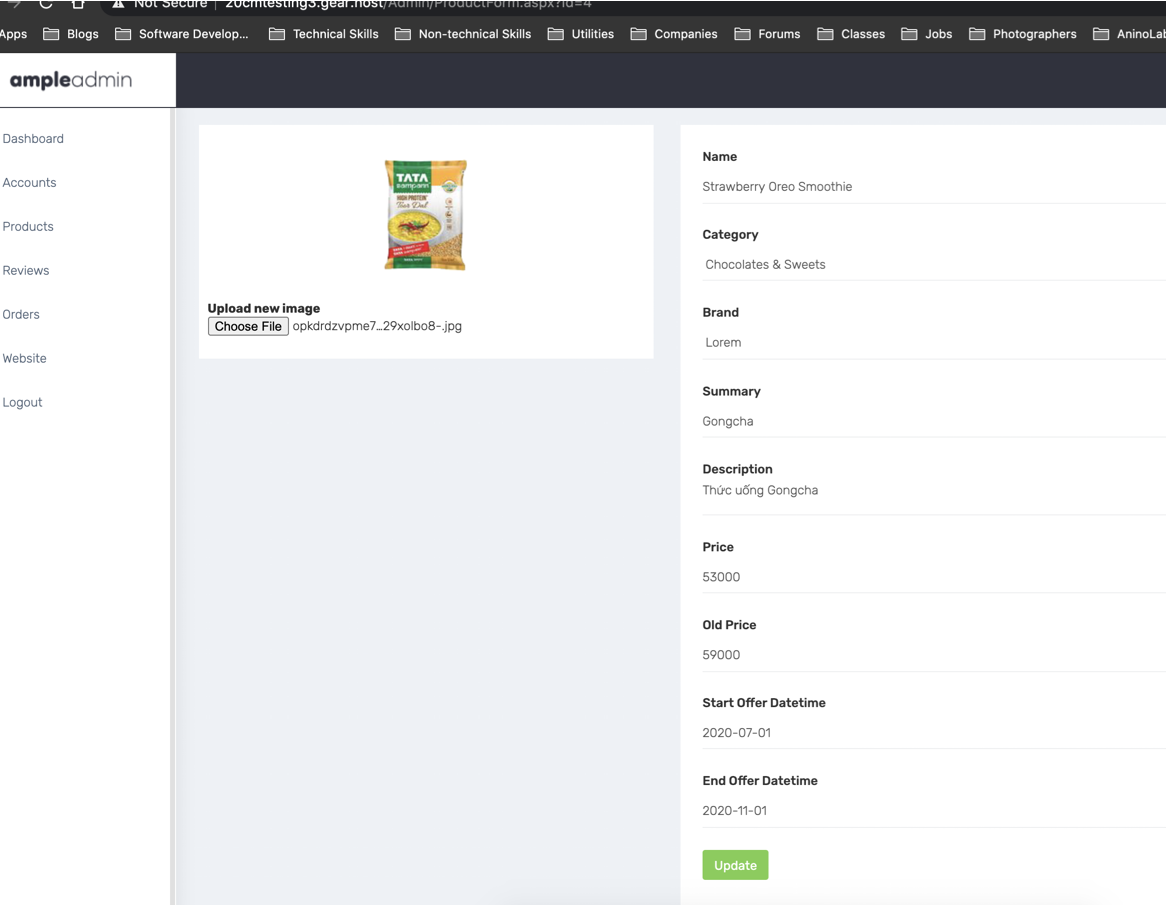 Not Secure 20cmtesting3.gear.host/Admin/ProductForm.aspx?id=4
Apps Blogs Software Develop... Technical Skills Non-technical Skills Utilities Companies Forums Classes Jobs Photographers AninoLab
ampleadmin
Dashboard
Accounts
Products
Reviews
Orders
Website
Logout
TATA
sampann
HIGH PROTEIN
Toor Dal
Upload new image
Choose File opkdrdzvpme7...29xolbo8-.jpg
Name
Strawberry Oreo Smoothie
Category
Chocolates & Sweets
Brand
Lorem
Summary
Gongcha
Description
Thức uống Gongcha
Price
53000
Old Price
59000
Start Offer Datetime
2020-07-01
End Offer Datetime
2020-11-01
Update